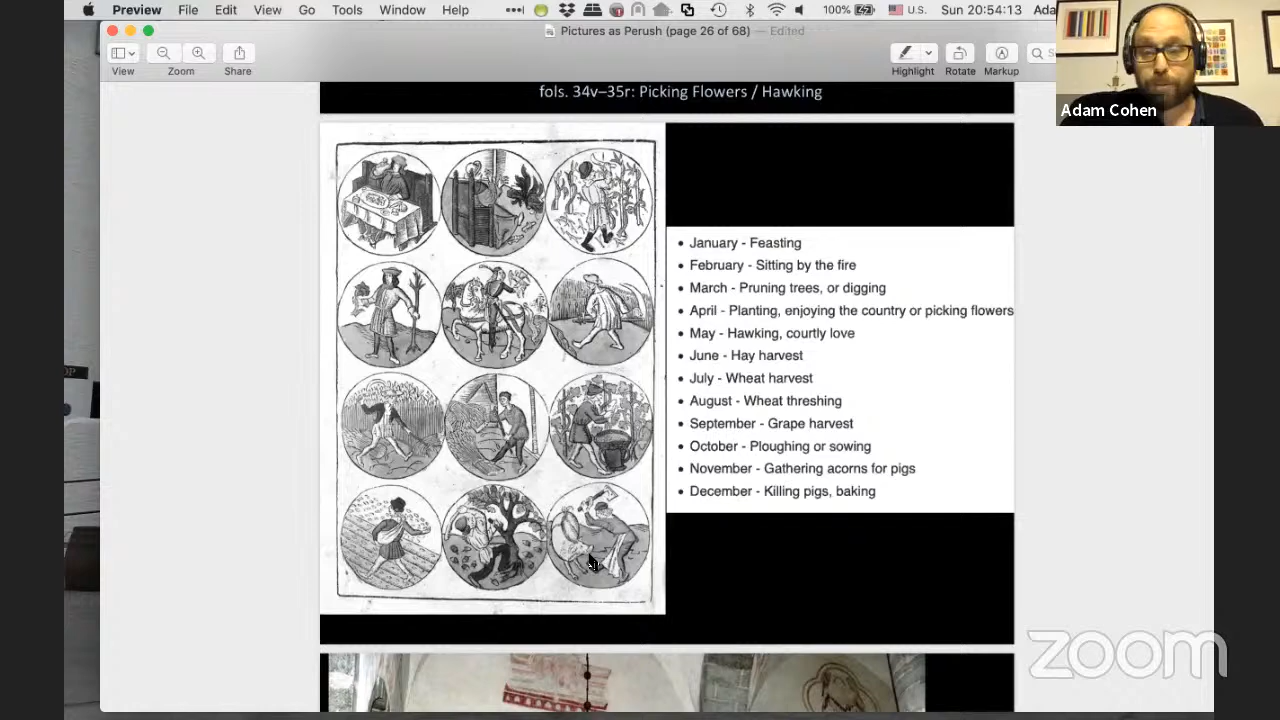 Preview File Edit View Go Tools Window Help 100% U.S. Sun 20:54:13 Ada
Pictures as Perush (page 26 of 68) — Edited
View Zoom Share Highlight Rotate Markup
fols. 34v–35r: Picking Flowers / Hawking
Adam Cohen
• January - Feasting
• February - Sitting by the fire
• March - Pruning trees, or digging
• April - Planting, enjoying the country or picking flowers
• May - Hawking, courtly love
• June - Hay harvest
• July - Wheat harvest
• August - Wheat threshing
• September - Grape harvest
• October - Ploughing or sowing
• November - Gathering acorns for pigs
• December - Killing pigs, baking
zoom